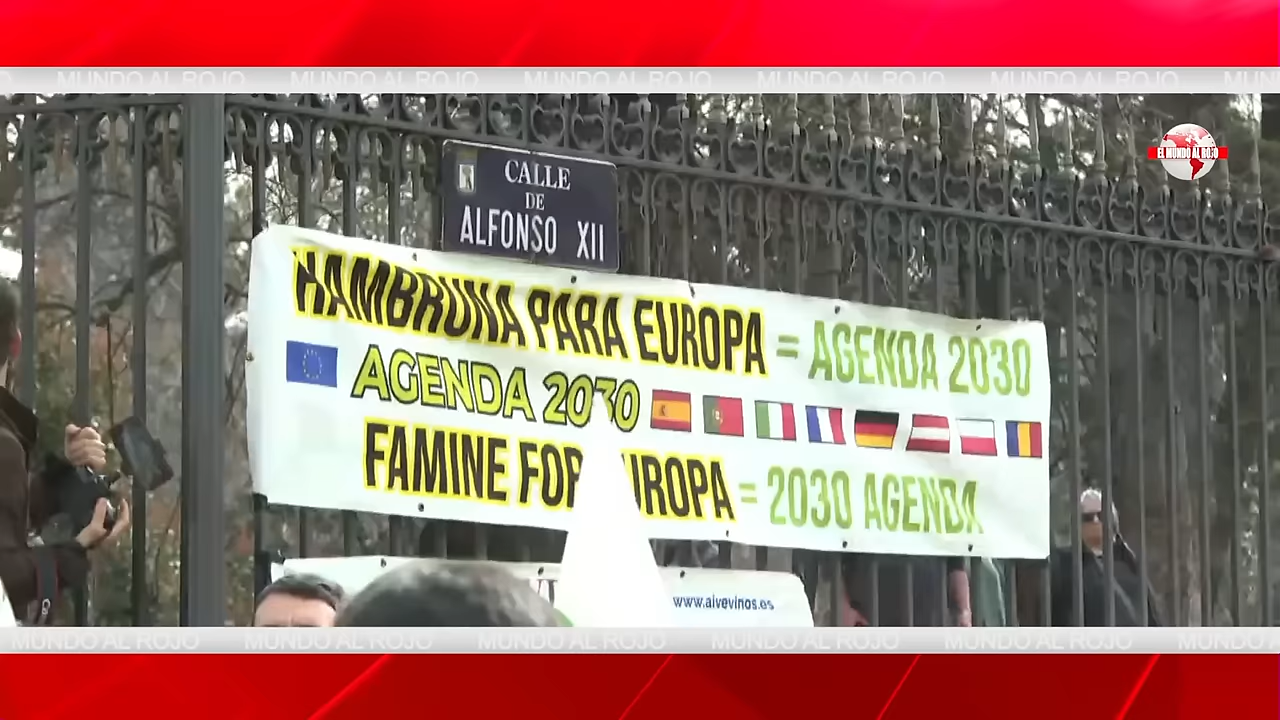 MUNDO AL ROJO MUNDO AL ROJO MUNDO AL ROJO MUNDO AL ROJO MUNDO AL ROJO
EL MUNDO AL ROJO
CALLE
DE
ALFONSO XII
HAMBRUNA PARA EUROPA = AGENDA 2030
AGENDA 2030
FAMINE FOR EUROPA = 2030 AGENDA
www.aivevinos.es
MUNDO AL ROJO MUNDO AL ROJO MUNDO AL ROJO MUNDO AL ROJO MUNDO AL ROJO